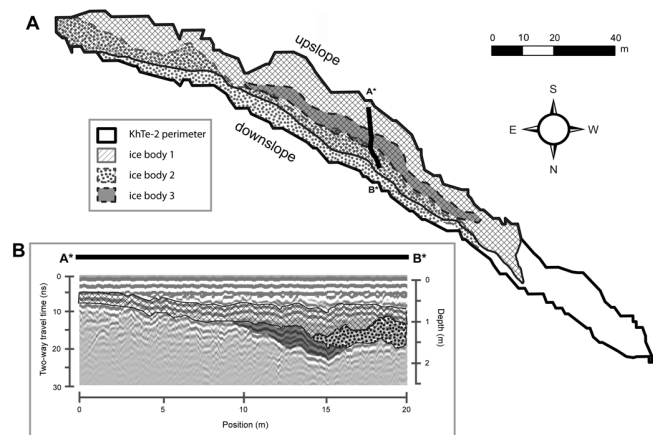 A
upslope
A*
B*
downslope
0 10 20 40
m
S
E W
N
KhTe-2 perimeter
ice body 1
ice body 2
ice body 3
B
A* B*
Two-way travel time (ns)
0
10
20
30
Depth (m)
0
1
2
0 5 10 15 20
Position (m)